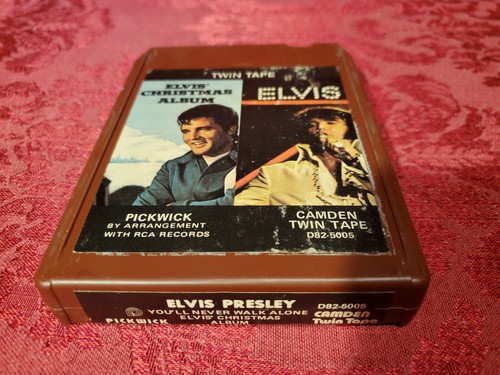 TWIN TAPE
ELVIS'
CHRISTMAS
ALBUM
ELVIS
PICKWICK
BY ARRANGEMENT
WITH RCA RECORDS
CAMDEN
TWIN TAPE
D82-5005
ELVIS PRESLEY
YOU'LL NEVER WALK ALONE
ELVIS' CHRISTMAS
ALBUM
PICKWICK
D82-5005
CAMDEN
Twin Tape